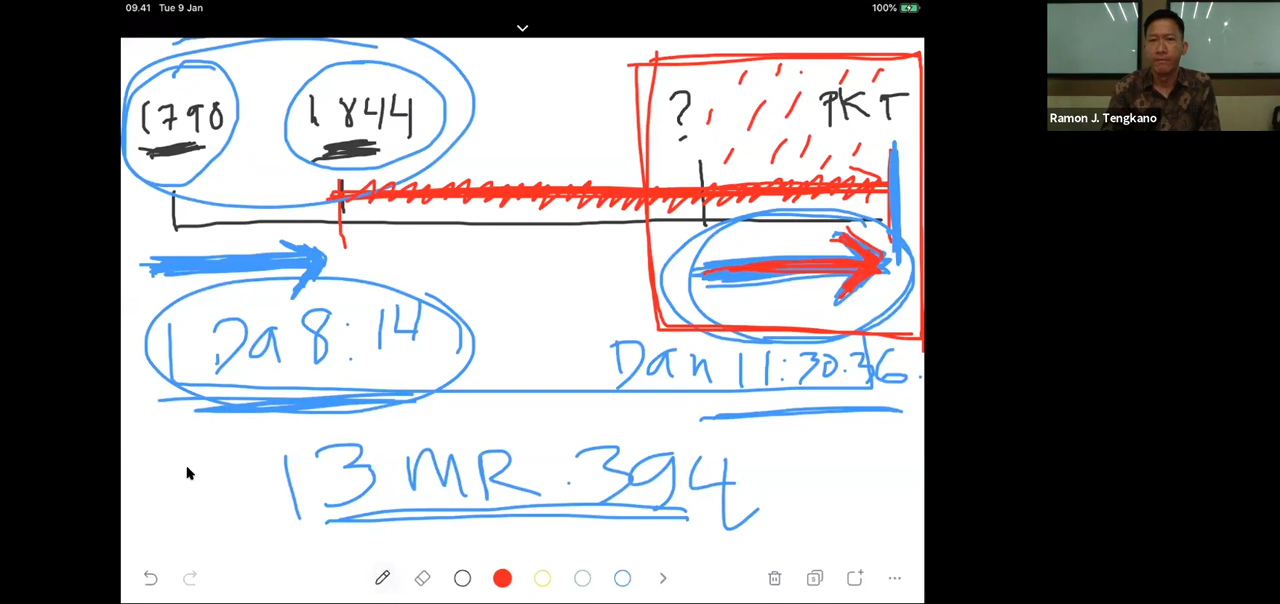 09.41 Tue 9 Jan
100%
1798 1844
? PKT
Da 8:14
Dan 11:30.36.
13 MR.394
Ramon J. Tengkano